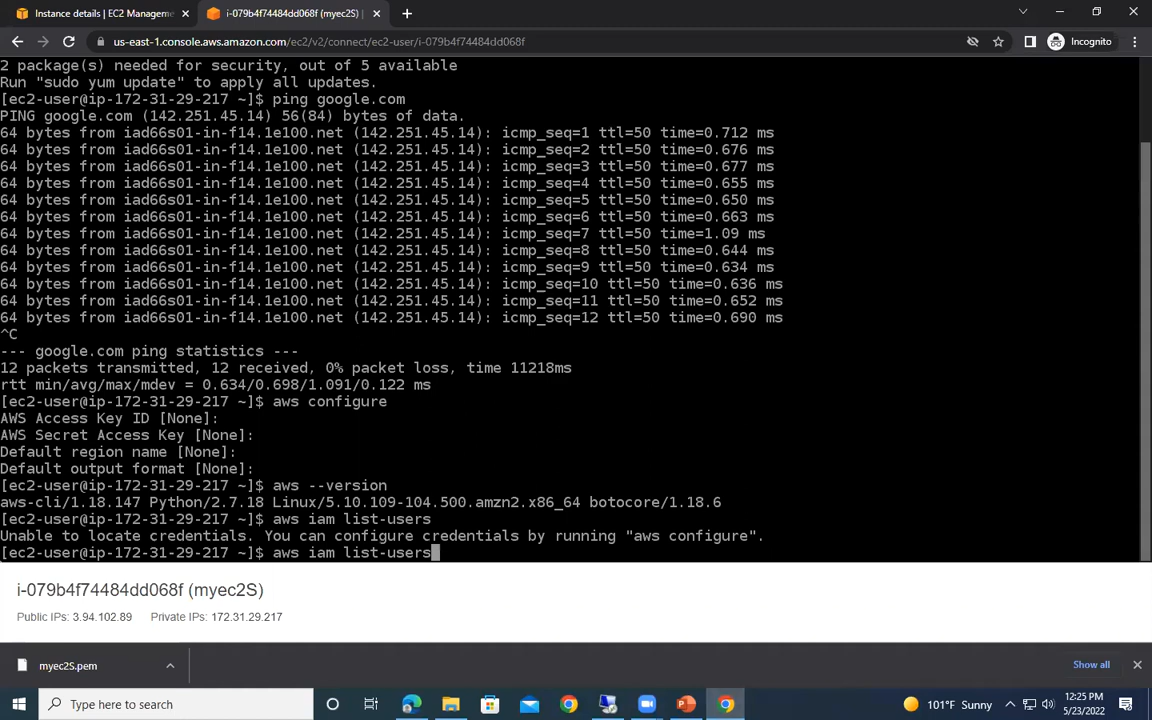 Instance details | EC2 Manageme
i-079b4f74484dd068f (myec2S) |
us-east-1.console.aws.amazon.com/ec2/v2/connect/ec2-user/i-079b4f74484dd068f
Incognito
2 package(s) needed for security, out of 5 available
Run "sudo yum update" to apply all updates.
[ec2-user@ip-172-31-29-217 ~]$ ping google.com
PING google.com (142.251.45.14) 56(84) bytes of data.
64 bytes from iad66s01-in-f14.1e100.net (142.251.45.14): icmp_seq=1 ttl=50 time=0.712 ms
64 bytes from iad66s01-in-f14.1e100.net (142.251.45.14): icmp_seq=2 ttl=50 time=0.676 ms
64 bytes from iad66s01-in-f14.1e100.net (142.251.45.14): icmp_seq=3 ttl=50 time=0.677 ms
64 bytes from iad66s01-in-f14.1e100.net (142.251.45.14): icmp_seq=4 ttl=50 time=0.655 ms
64 bytes from iad66s01-in-f14.1e100.net (142.251.45.14): icmp_seq=5 ttl=50 time=0.650 ms
64 bytes from iad66s01-in-f14.1e100.net (142.251.45.14): icmp_seq=6 ttl=50 time=0.663 ms
64 bytes from iad66s01-in-f14.1e100.net (142.251.45.14): icmp_seq=7 ttl=50 time=1.09 ms
64 bytes from iad66s01-in-f14.1e100.net (142.251.45.14): icmp_seq=8 ttl=50 time=0.644 ms
64 bytes from iad66s01-in-f14.1e100.net (142.251.45.14): icmp_seq=9 ttl=50 time=0.634 ms
64 bytes from iad66s01-in-f14.1e100.net (142.251.45.14): icmp_seq=10 ttl=50 time=0.636 ms
64 bytes from iad66s01-in-f14.1e100.net (142.251.45.14): icmp_seq=11 ttl=50 time=0.652 ms
64 bytes from iad66s01-in-f14.1e100.net (142.251.45.14): icmp_seq=12 ttl=50 time=0.690 ms
^C
--- google.com ping statistics ---
12 packets transmitted, 12 received, 0% packet loss, time 11218ms
rtt min/avg/max/mdev = 0.634/0.698/1.091/0.122 ms
[ec2-user@ip-172-31-29-217 ~]$ aws configure
AWS Access Key ID [None]:
AWS Secret Access Key [None]:
Default region name [None]:
Default output format [None]:
[ec2-user@ip-172-31-29-217 ~]$ aws --version
aws-cli/1.18.147 Python/2.7.18 Linux/5.10.109-104.500.amzn2.x86_64 botocore/1.18.6
[ec2-user@ip-172-31-29-217 ~]$ aws iam list-users
Unable to locate credentials. You can configure credentials by running "aws configure".
[ec2-user@ip-172-31-29-217 ~]$ aws iam list-users
i-079b4f74484dd068f (myec2S)
Public IPs: 3.94.102.89 Private IPs: 172.31.29.217
myec2S.pem
Show all
Type here to search
101°F Sunny
12:25 PM
5/23/2022